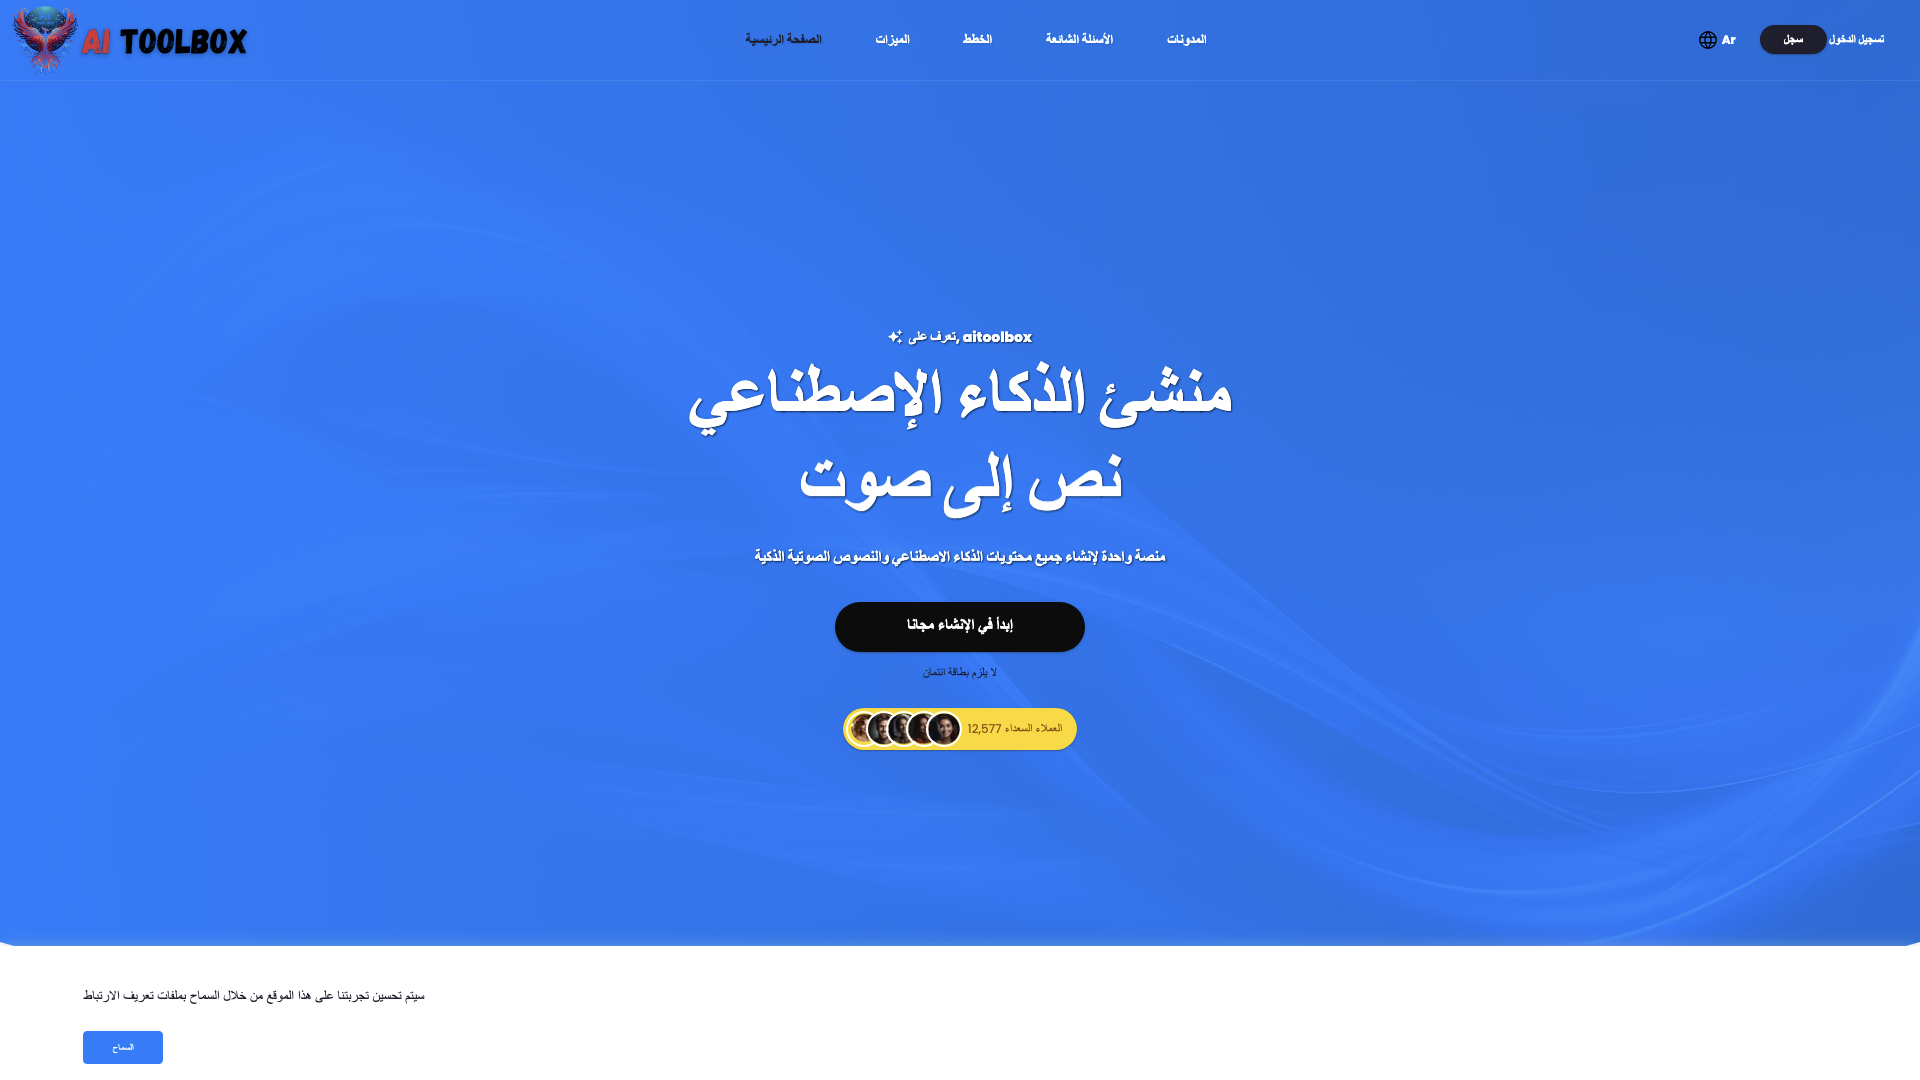 AI TOOLBOX
الصفحة الرئيسية
الميزات
الخطط
الأسئلة الشائعة
المدونات
Ar
سجل
تسجيل الدخول
تعرف على, aitoolbox
منشئ الذكاء الإصطناعي
نص إلى صوت
منصة واحدة لإنشاء جميع محتويات الذكاء الاصطناعي والنصوص الصوتية الذكية
إبدأ في الإنشاء مجانا
لا يلزم بطاقة ائتمان
12,577 العملاء السعداء
سيتم تحسين تجربتنا على هذا الموقع من خلال السماح بملفات تعريف الارتباط
السماح